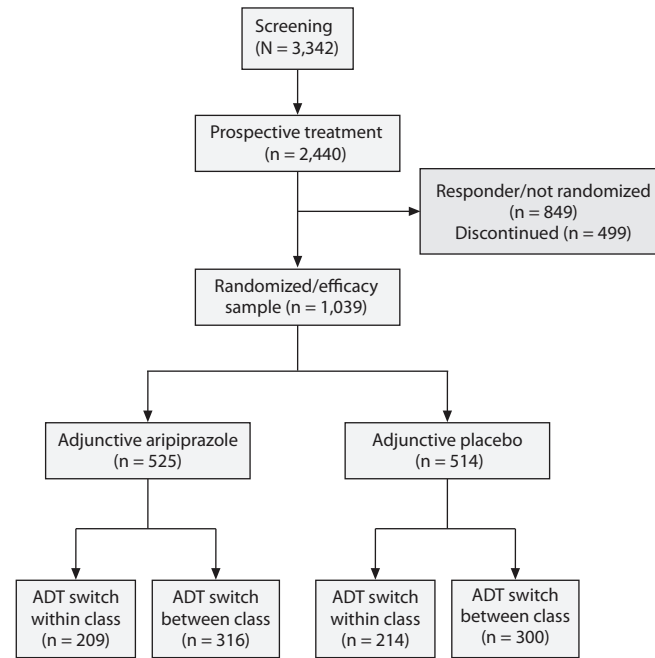 Screening
(N = 3,342)
Prospective treatment
(n = 2,440)
Responder/not randomized
(n = 849)
Discontinued (n = 499)
Randomized/efficacy
sample (n = 1,039)
Adjunctive aripiprazole
(n = 525)
Adjunctive placebo
(n = 514)
ADT switch
within class
(n = 209)
ADT switch
between class
(n = 316)
ADT switch
within class
(n = 214)
ADT switch
between class
(n = 300)